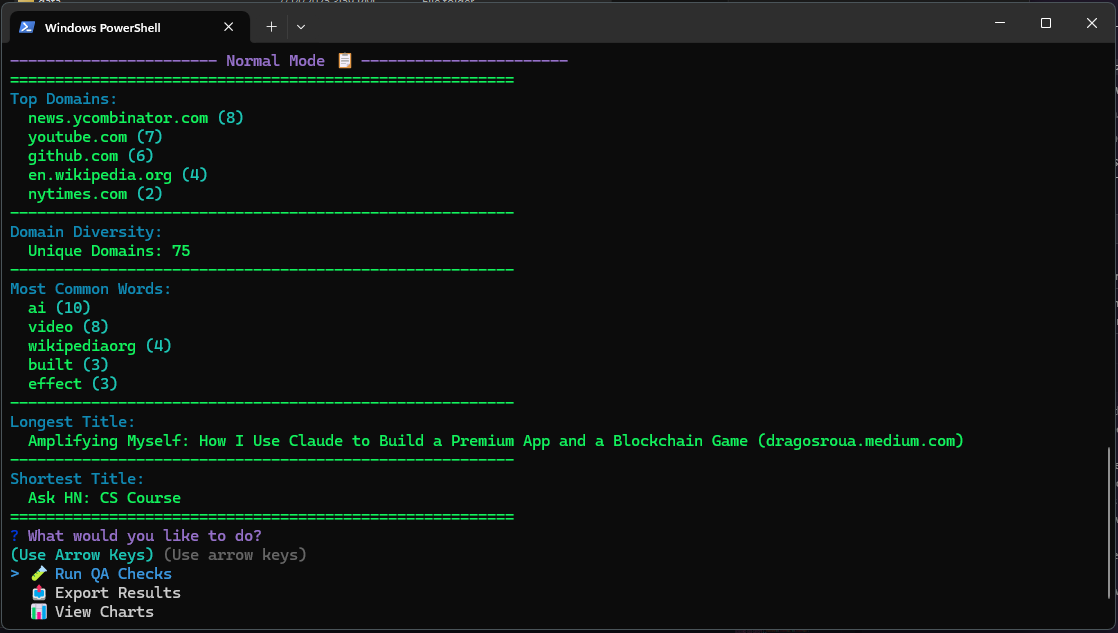 Windows PowerShell
---------------------- Normal Mode 📋 ----------------------
========================================================
Top Domains:
news.ycombinator.com (8)
youtube.com (7)
github.com (6)
en.wikipedia.org (4)
nytimes.com (2)
--------------------------------------------------------
Domain Diversity:
Unique Domains: 75
--------------------------------------------------------
Most Common Words:
ai (10)
video (8)
wikipediaorg (4)
built (3)
effect (3)
--------------------------------------------------------
Longest Title:
Amplifying Myself: How I Use Claude to Build a Premium App and a Blockchain Game (dragosroua.medium.com)
--------------------------------------------------------
Shortest Title:
Ask HN: CS Course
========================================================
? What would you like to do?
(Use Arrow Keys) (Use arrow keys)
> 🧪 Run QA Checks
📤 Export Results
📊 View Charts